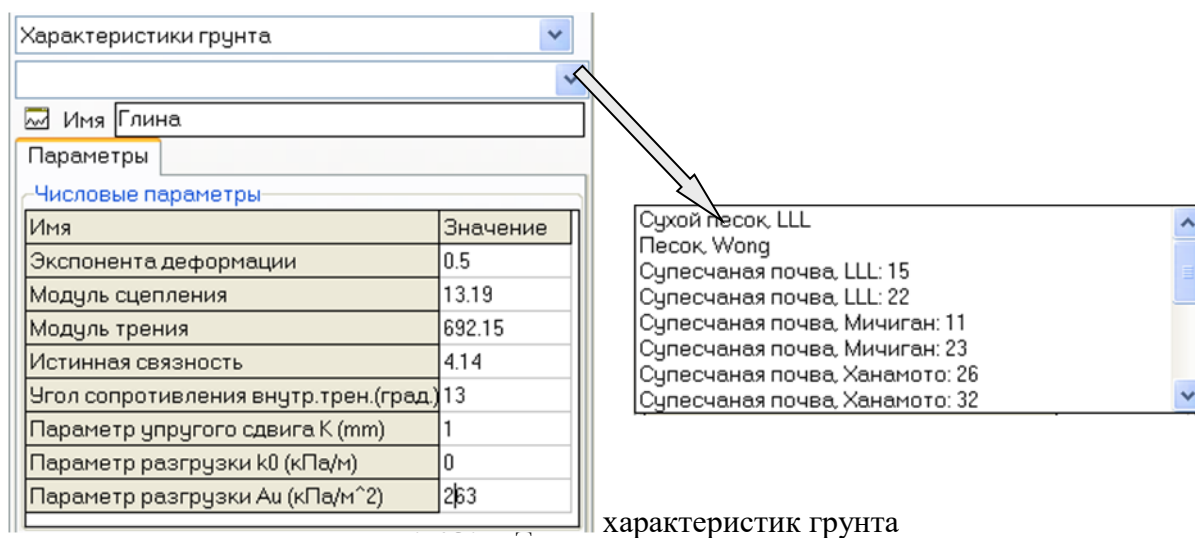 Характеристики грунта
Имя Глина
Параметры
Числовые параметры
Имя Значение
Экспонента деформации 0.5
Модуль сцепления 13.19
Модуль трения 692.15
Истинная связность 4.14
Угол сопротивления внутр.трен.(град.) 13
Параметр упругого сдвига K (mm) 1
Параметр разгрузки k0 (кПа/м) 0
Параметр разгрузки Au (кПа/м^2) 263
Сухой песок, LLL
Песок, Wong
Супесчаная почва, LLL: 15
Супесчаная почва, LLL: 22
Супесчаная почва, Мичиган: 11
Супесчаная почва, Мичиган: 23
Супесчаная почва, Ханамото: 26
Супесчаная почва, Ханамото: 32
характеристик грунта